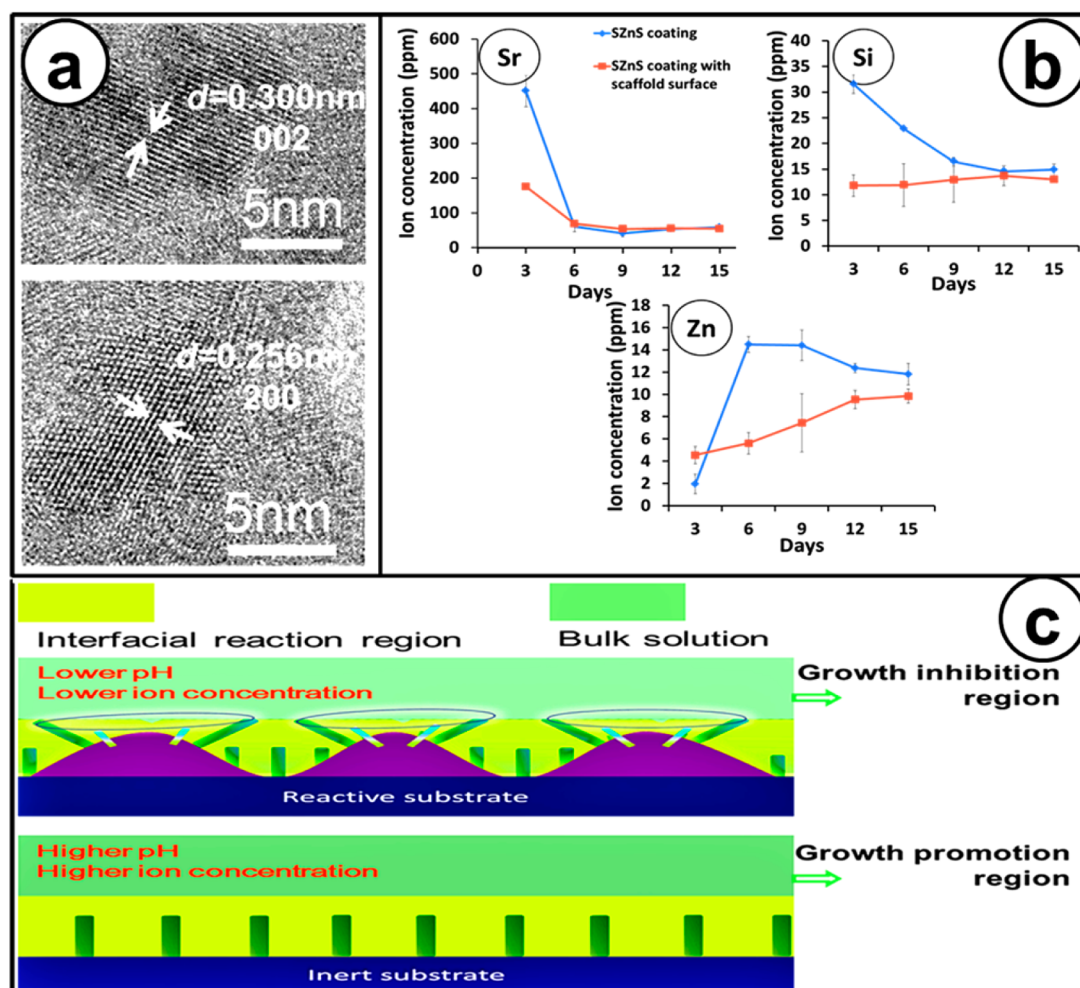 a
d=0.300nm
002
5nm
d=0.256nm
200
5nm
b
Sr
SZnS coating
SZnS coating with
scaffold surface
Ion concentration (ppm)
600
500
400
300
200
100
0
0 3 6 9 12 15
Days
Si
Ion concentration (ppm)
40
35
30
25
20
15
10
5
0
3 6 9 12 15
Days
Zn
Ion concentration (ppm)
18
16
14
12
10
8
6
4
2
0
3 6 9 12 15
Days
c
Interfacial reaction region
Bulk solution
Lower pH
Lower ion concentration
Growth inhibition
region
Reactive substrate
Higher pH
Higher ion concentration
Growth promotion
region
Inert substrate